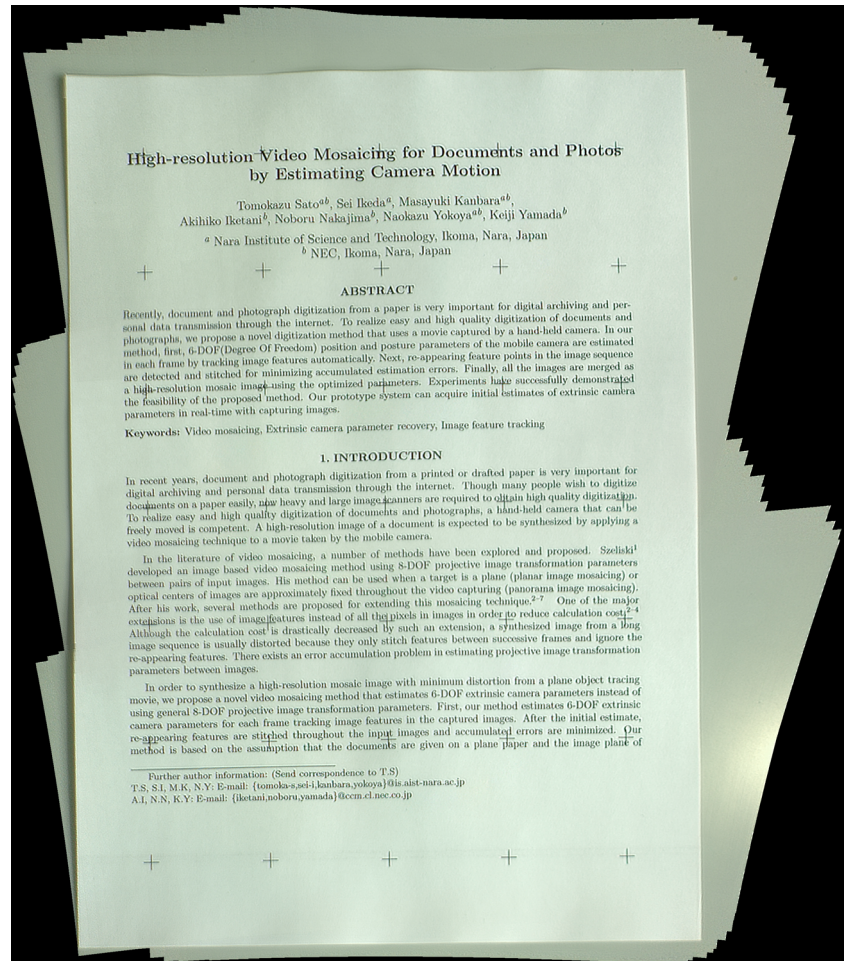 High-resolution Video Mosaicing for Documents and Photos
by Estimating Camera Motion
Tomokazu Sato^ab, Sei Ikeda^a, Masayuki Kanbara^ab,
Akihiko Iketani^b, Noboru Nakajima^b, Naokazu Yokoya^ab, Keiji Yamada^b
^a Nara Institute of Science and Technology, Ikoma, Nara, Japan
^b NEC, Ikoma, Nara, Japan
ABSTRACT
Recently, document and photograph digitization from a paper is very important for digital archiving and per-
sonal data transmission through the internet. To realize easy and high quality digitization of documents and
photographs, we propose a novel digitization method that uses a movie captured by a hand-held camera. In our
method, first, 6-DOF(Degree Of Freedom) position and posture parameters of the mobile camera are estimated
in each frame by tracking image features automatically. Next, re-appearing feature points in the image sequence
are detected and stitched for minimizing accumulated estimation errors. Finally, all the images are merged as
a high-resolution mosaic image using the optimized parameters. Experiments have successfully demonstrated
the feasibility of the proposed method. Our prototype system can acquire initial estimates of extrinsic camera
parameters in real-time with capturing images.
Keywords: Video mosaicing, Extrinsic camera parameter recovery, Image feature tracking
1. INTRODUCTION
In recent years, document and photograph digitization from a printed or drafted paper is very important for
digital archiving and personal data transmission through the internet. Though many people wish to digitize
documents on a paper easily, now heavy and large image scanners are required to obtain high quality digitization.
To realize easy and high quality digitization of documents and photographs, a hand-held camera that can be
freely moved is competent. A high-resolution image of a document is expected to be synthesized by applying a
video mosaicing technique to a movie taken by the mobile camera.
In the literature of video mosaicing, a number of methods have been explored and proposed. Szeliski^1
developed an image based video mosaicing method using 8-DOF projective image transformation parameters
between pairs of input images. His method can be used when a target is a plane (planar image mosaicing) or
optical centers of images are approximately fixed throughout the video capturing (panorama image mosaicing).
After his work, several methods are proposed for extending this mosaicing technique.^2–7 One of the major
extensions is the use of image features instead of all the pixels in images in order to reduce calculation cost.^2–4
Although the calculation cost is drastically decreased by such an extension, a synthesized image from a long
image sequence is usually distorted because they only stitch features between successive frames and ignore the
re-appearing features. There exists an error accumulation problem in estimating projective image transformation
parameters between images.
In order to synthesize a high-resolution mosaic image with minimum distortion from a plane object tracing
movie, we propose a novel video mosaicing method that estimates 6-DOF extrinsic camera parameters instead of
using general 8-DOF projective image transformation parameters. First, our method estimates 6-DOF extrinsic
camera parameters for each frame tracking image features in the captured images. After the initial estimate,
re-appearing features are stitched throughout the input images and accumulated errors are minimized. Our
method is based on the assumption that the documents are given on a plane paper and the image plane of
Further author information: (Send correspondence to T.S)
T.S, S.I, M.K, N.Y: E-mail: {tomoka-s,sei-i,kanbara,yokoya}@is.aist-nara.ac.jp
A.I, N.N, K.Y: E-mail: {iketani,noboru,yamada}@ccm.cl.nec.co.jp